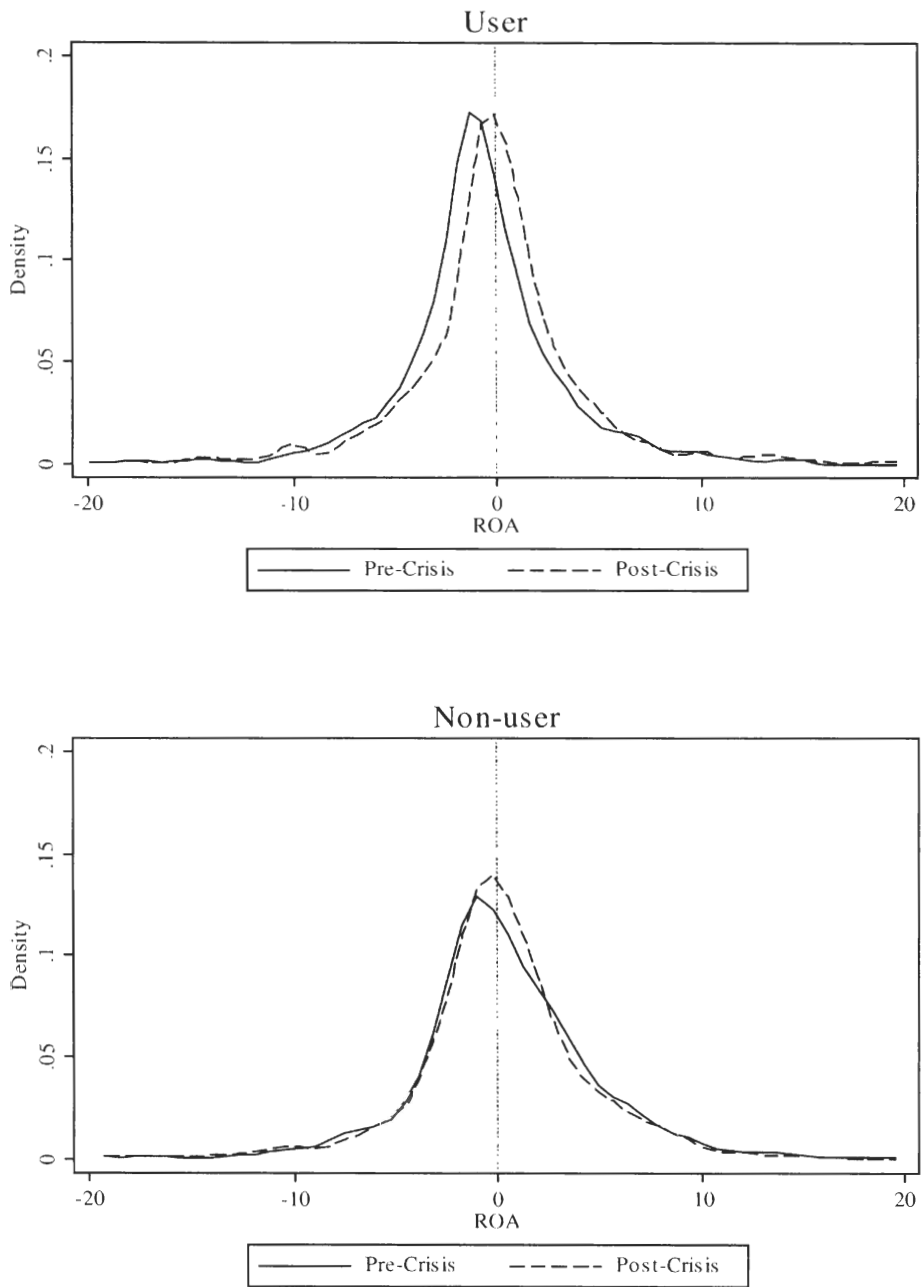 User
.2
.15
.1
.05
0
Density
-20 -10 0 10 20
ROA
Pre-Crisis Post-Crisis
Non-user
.2
.15
.1
.05
0
Density
-20 -10 0 10 20
ROA
Pre-Crisis Post-Crisis